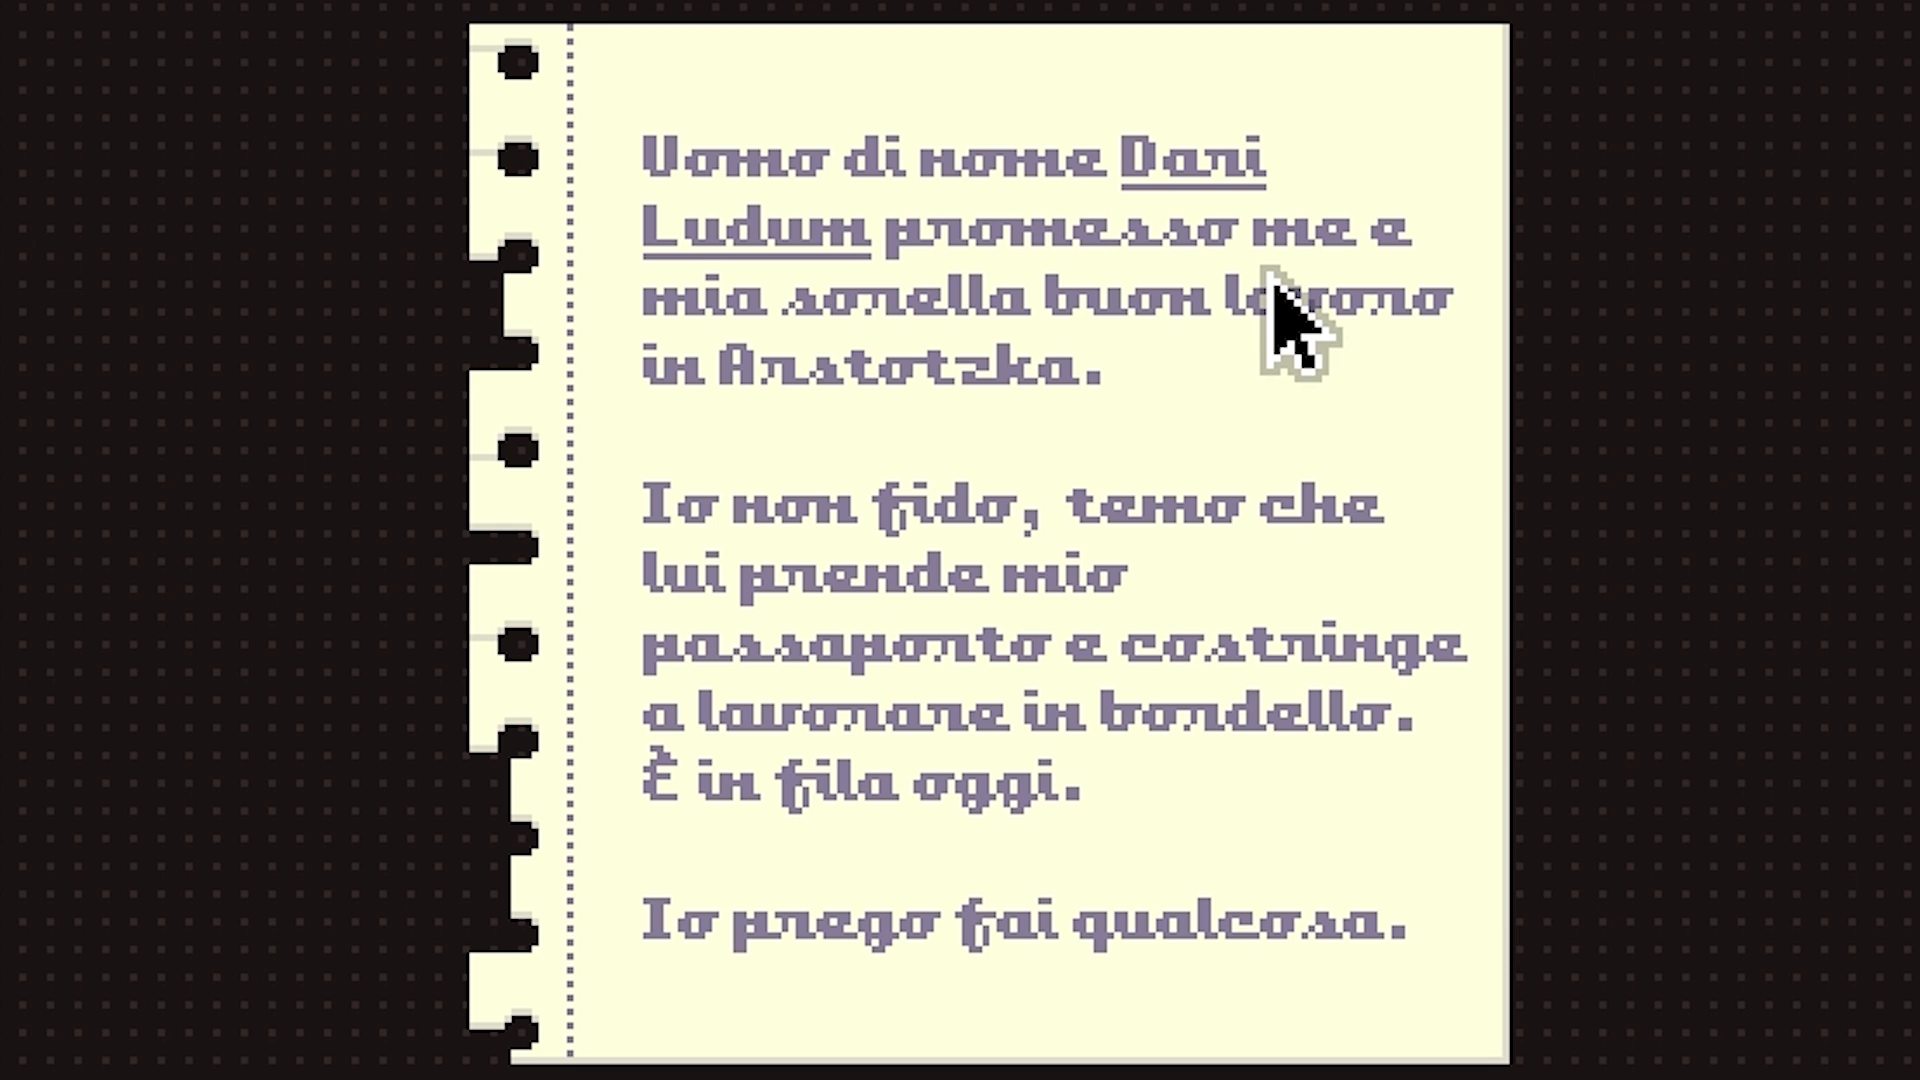 Uomo di nome Dari
Ludum promesso me e
mia sorella buon lavoro
in Arstotzka.
Io non fido, temo che
lui prende mio
passaporto e costringe
a lavorare in bordello.
È in fila oggi.
Io prego fai qualcosa.